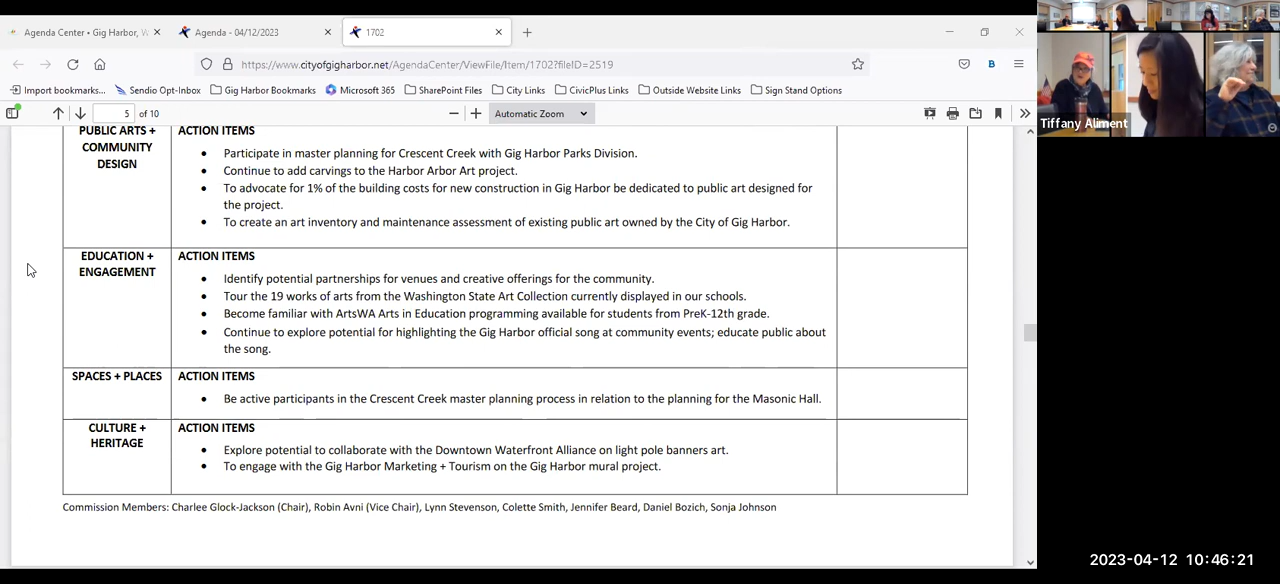 Agenda Center • Gig Harbor, W
Agenda - 04/12/2023
1702
https://www.cityofgigharbor.net/AgendaCenter/ViewFile/Item/1702?fileID=2519
Import bookmarks...
Sendio Opt-Inbox
Gig Harbor Bookmarks
Microsoft 365
SharePoint Files
City Links
CivicPlus Links
Outside Website Links
Sign Stand Options
5 of 10
Automatic Zoom
PUBLIC ARTS +
COMMUNITY
DESIGN
ACTION ITEMS
• Participate in master planning for Crescent Creek with Gig Harbor Parks Division.
• Continue to add carvings to the Harbor Arbor Art project.
• To advocate for 1% of the building costs for new construction in Gig Harbor be dedicated to public art designed for
the project.
• To create an art inventory and maintenance assessment of existing public art owned by the City of Gig Harbor.
EDUCATION +
ENGAGEMENT
ACTION ITEMS
• Identify potential partnerships for venues and creative offerings for the community.
• Tour the 19 works of arts from the Washington State Art Collection currently displayed in our schools.
• Become familiar with ArtsWA Arts in Education programming available for students from PreK-12th grade.
• Continue to explore potential for highlighting the Gig Harbor official song at community events; educate public about
the song.
SPACES + PLACES
ACTION ITEMS
• Be active participants in the Crescent Creek master planning process in relation to the planning for the Masonic Hall.
CULTURE +
HERITAGE
ACTION ITEMS
• Explore potential to collaborate with the Downtown Waterfront Alliance on light pole banners art.
• To engage with the Gig Harbor Marketing + Tourism on the Gig Harbor mural project.
Commission Members: Charlee Glock-Jackson (Chair), Robin Avni (Vice Chair), Lynn Stevenson, Colette Smith, Jennifer Beard, Daniel Bozich, Sonja Johnson
Tiffany Aliment
2023-04-12 10:46:21